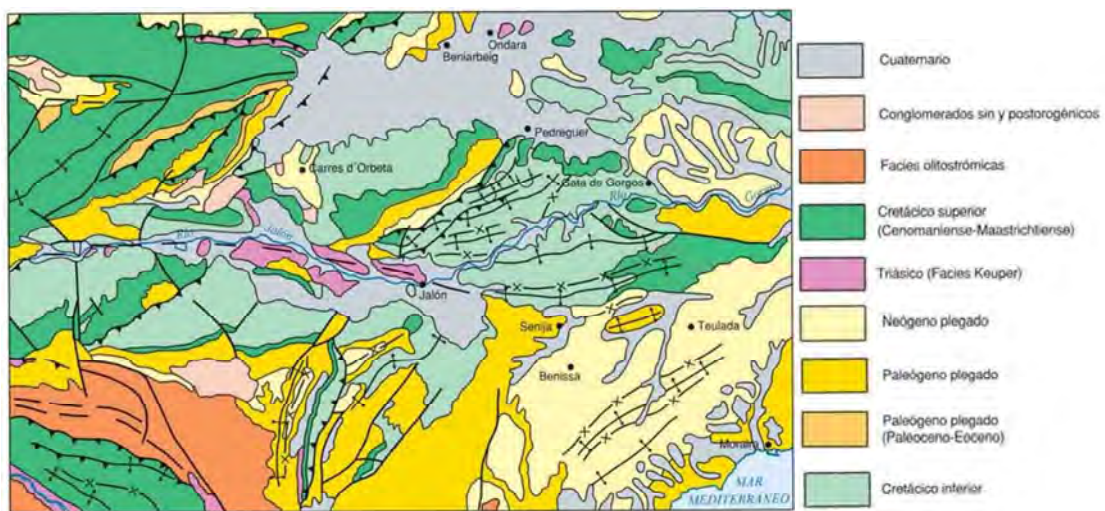 Ondara
Beniarbeig
Pedreguer
Carres d´Orbeta
Gata de Gorgos
Río
Gorgos
Río
Jalón
Jalón
Senija
Teulada
Benissa
Moraira
MAR
MEDITERRANEO
Cuaternario
Conglomerados sin y postorogénicos
Facies olitostrómicas
Cretácico superior
(Cenomaniense-Maastrichtiense)
Triásico (Facies Keuper)
Neógeno plegado
Paleógeno plegado
Paleógeno plegado
(Paleoceno-Eoceno)
Cretácico inferior